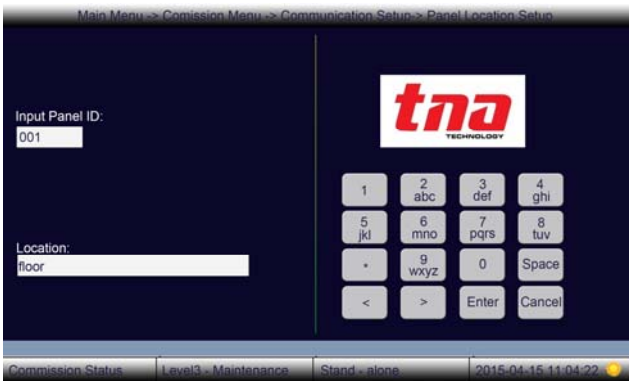 Main Menu -> Comission Menu -> Communication Setup-> Panel Location Setup
Input Panel ID:
001
Location:
floor
tna
TECHNOLOGY
1
2
abc
3
def
4
ghi
5
jkl
6
mno
7
pqrs
8
tuv
*
9
wxyz
0
Space
<
>
Enter
Cancel
Commission Status
Level3 - Maintenance
Stand - alone
2015-04-15 11:04:22